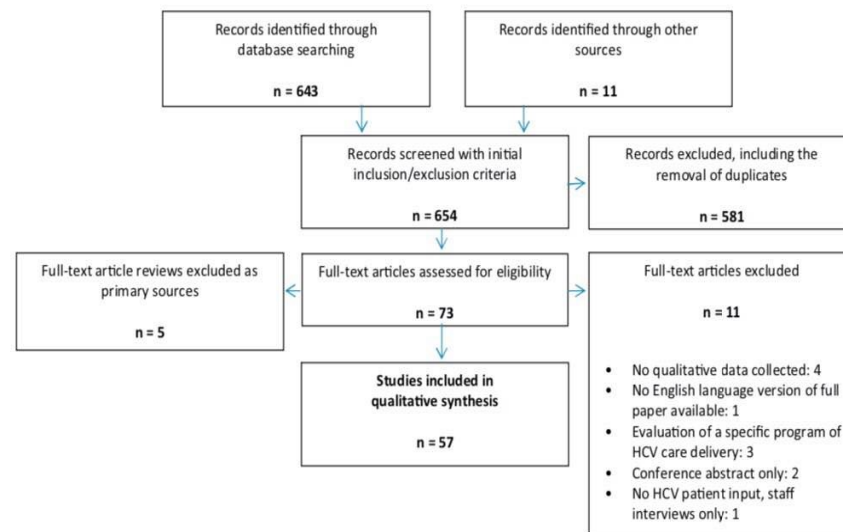 Records identified through
database searching
n = 643
Records identified through other
sources
n = 11
Records screened with initial
inclusion/exclusion criteria
n = 654
Records excluded, including the
removal of duplicates
n = 581
Full-text article reviews excluded as
primary sources
n = 5
Full-text articles assessed for eligibility
n = 73
Full-text articles excluded
n = 11
• No qualitative data collected: 4
• No English language version of full
paper available: 1
• Evaluation of a specific program of
HCV care delivery: 3
• Conference abstract only: 2
• No HCV patient input, staff
interviews only: 1
Studies included in
qualitative synthesis
n = 57